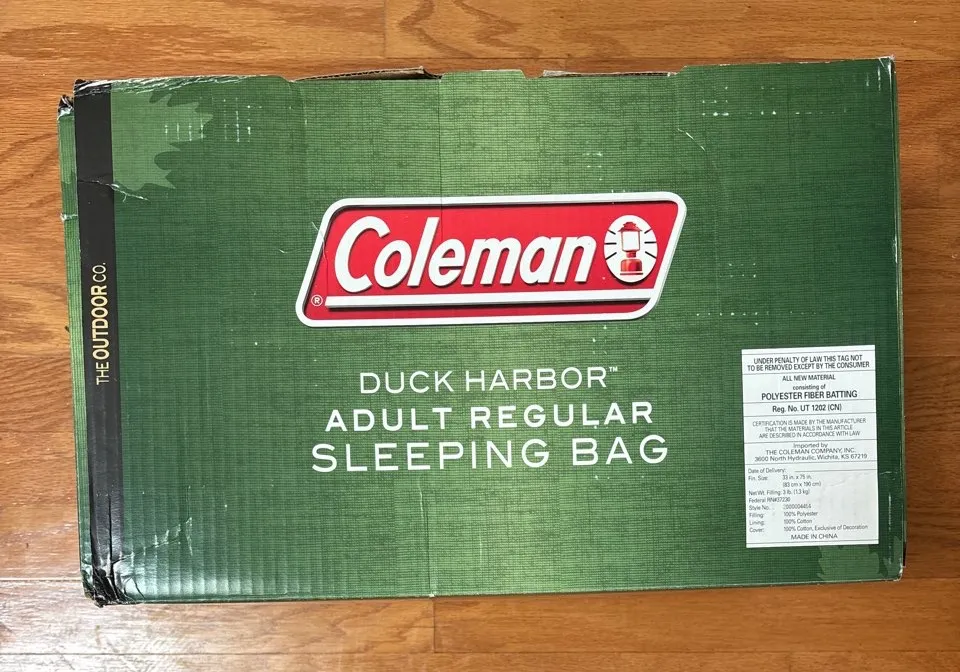 THE OUTDOOR CO.
Coleman
®
DUCK HARBOR™
ADULT REGULAR
SLEEPING BAG
UNDER PENALTY OF LAW THIS TAG NOT
TO BE REMOVED EXCEPT BY THE CONSUMER
ALL NEW MATERIAL
consisting of
POLYESTER FIBER BATTING
Reg. No. UT 1202 (CN)
CERTIFICATION IS MADE BY THE MANUFACTURER
THAT THE MATERIALS IN THIS ARTICLE
ARE DESCRIBED IN ACCORDANCE WITH LAW
Imported by
THE COLEMAN COMPANY, INC.
3600 North Hydraulic, Wichita, KS 67219
Date of Delivery:
Fin. Size: 33 in. x 75 in.
(83 cm x 190 cm)
Net Wt. Filling: 3 lb. (1.3 kg)
Federal RN#37230
Style No. 2000004454
Filling: 100% Polyester
Lining: 100% Cotton
Cover: 100% Cotton, Exclusive of Decoration
MADE IN CHINA